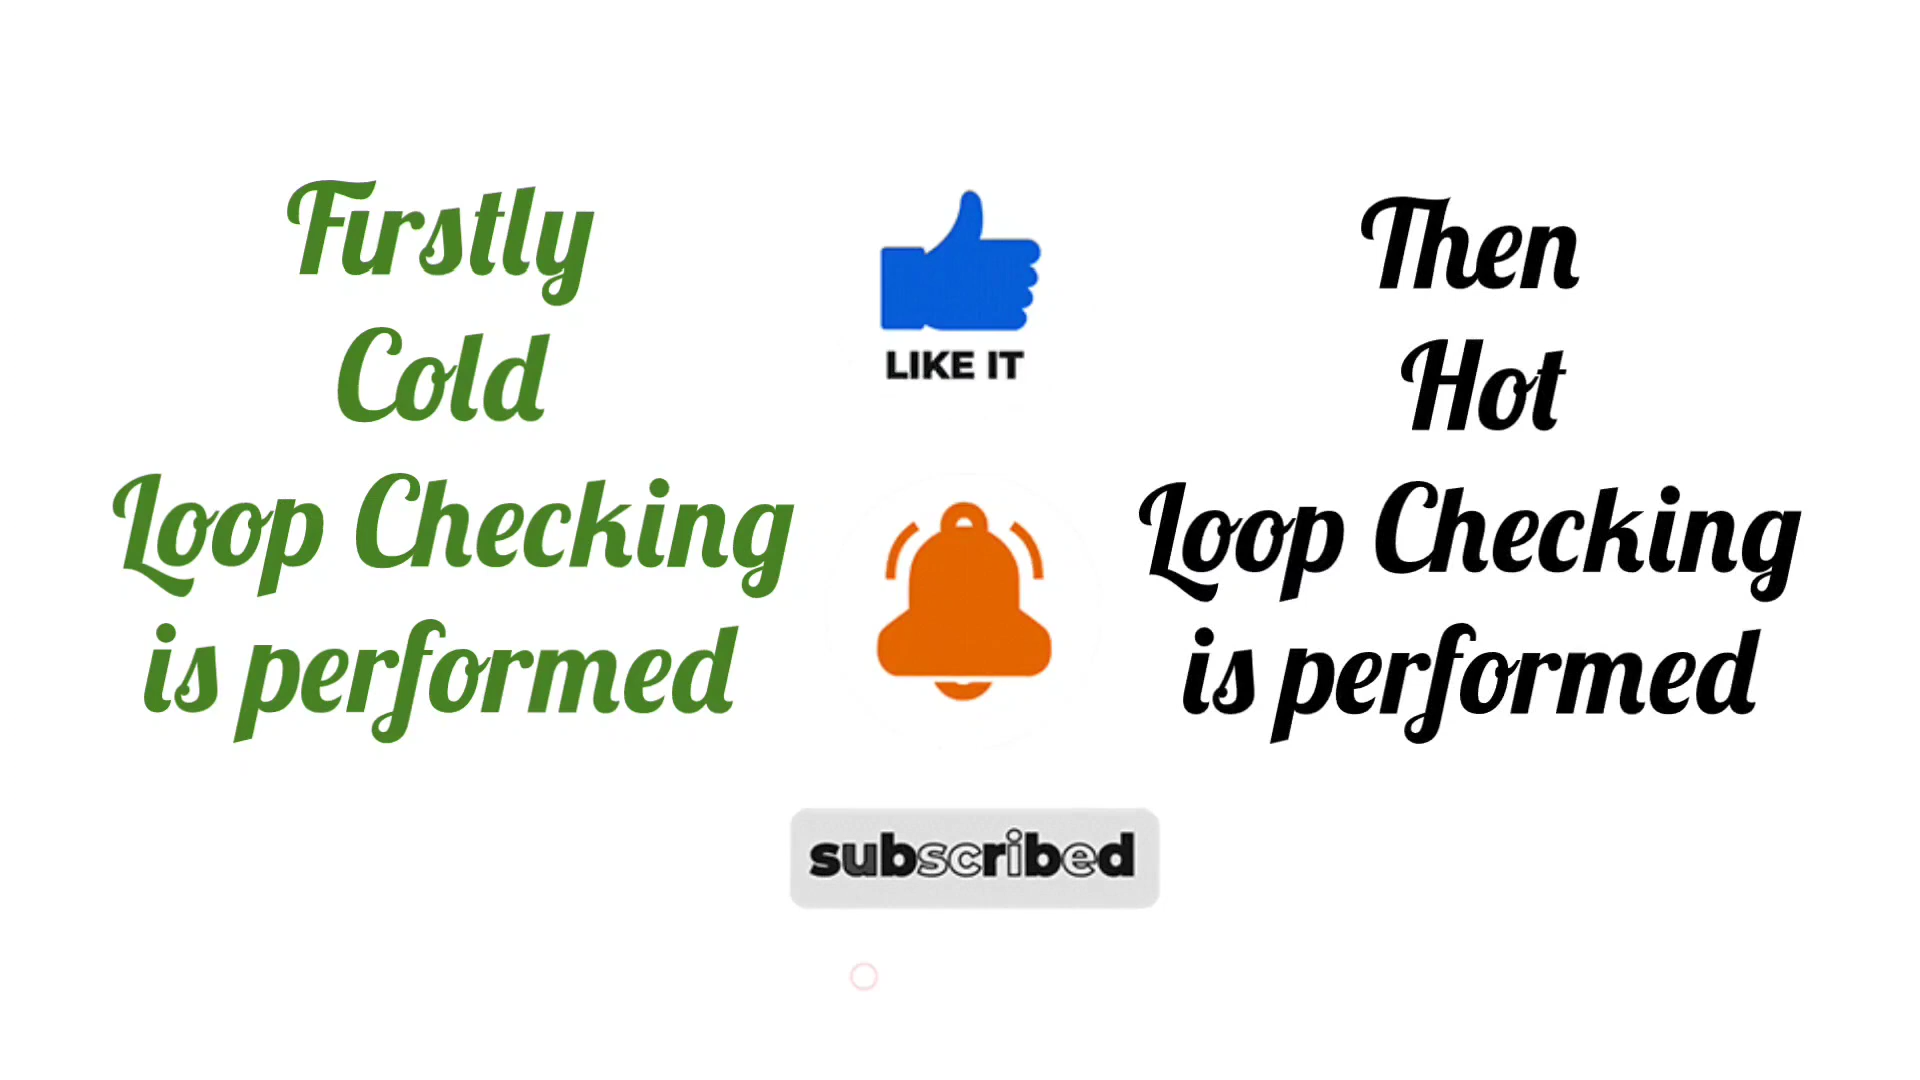 Firstly
Cold
Loop Checking
is performed
LIKE IT
subscribed
Then
Hot
Loop Checking
is performed